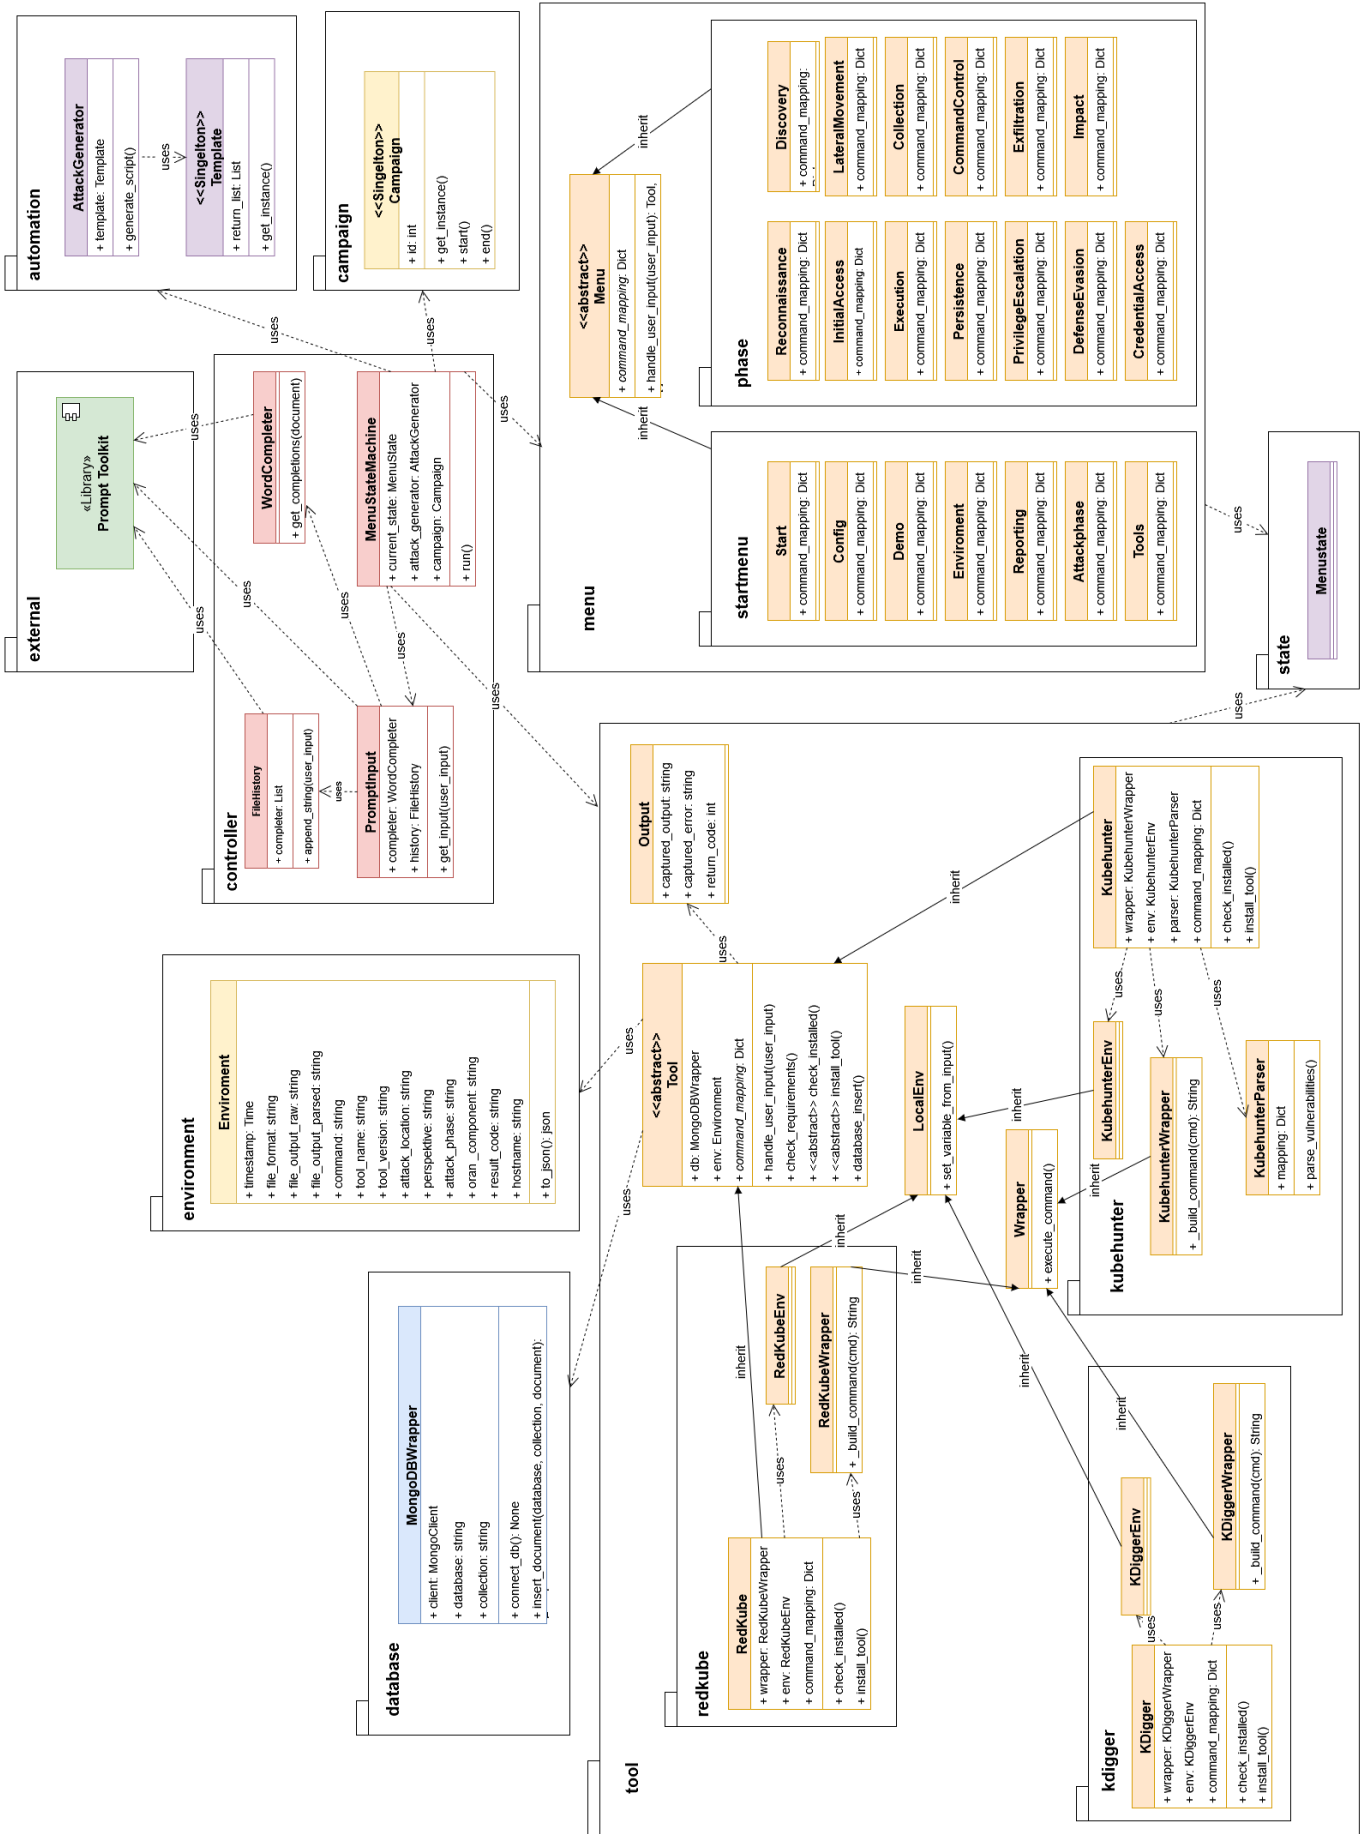 automation
AttackGenerator
+ template: Template
+ generate_script()
uses
<<Singelton>>
Template
+ return_list: List
+ get_instance()
campaign
<<Singelton>>
Campaign
+ id: int
+ get_instance()
+ start()
+ end()
uses
uses
uses
external
«Library»
Prompt Toolkit
uses
uses
uses
controller
WordCompleter
+ get_completions(document)
MenuStateMachine
+ current_state: MenuState
+ attack_generator: AttackGenerator
+ campaign: Campaign
+ run()
uses
uses
uses
FileHistory
+ completer: List
+ append_string(user_input)
uses
PromptInput
+ completer: WordCompleter
+ history: FileHistory
+ get_input(user_input)
menu
<<abstract>>
Menu
+ command_mapping: Dict
+ handle_user_input(user_input): Tool,
inherit
inherit
phase
Reconnaissance
+ command_mapping: Dict
InitialAccess
+ command_mapping: Dict
Execution
+ command_mapping: Dict
Persistence
+ command_mapping: Dict
PrivilegeEscalation
+ command_mapping: Dict
DefenseEvasion
+ command_mapping: Dict
CredentialAccess
+ command_mapping: Dict
Discovery
+ command_mapping:
LateralMovement
+ command_mapping: Dict
Collection
+ command_mapping: Dict
CommandControl
+ command_mapping: Dict
Exfiltration
+ command_mapping: Dict
Impact
+ command_mapping: Dict
startmenu
Start
+ command_mapping: Dict
Config
+ command_mapping: Dict
Demo
+ command_mapping: Dict
Enviroment
+ command_mapping: Dict
Reporting
+ command_mapping: Dict
Attackphase
+ command_mapping: Dict
Tools
+ command_mapping: Dict
uses
uses
state
Menustate
environment
Enviroment
+ timestamp: Time
+ file_format: string
+ file_output_raw: string
+ file_output_parsed: string
+ command: string
+ tool_name: string
+ tool_version: string
+ attack_location: string
+ perspektive: string
+ attack_phase: string
+ oran _component: string
+ result_code: string
+ hostname: string
+ to_json(): json
database
MongoDBWrapper
+ client: MongoClient
+ database: string
+ collection: string
+ connect_db(): None
+ insert_document(database, collection, document):
uses
uses
tool
Output
+ captured_output: string
+ captured_error: string
+ return_code: int
uses
<<abstract>>
Tool
+ db: MongoDBWrapper
+ env: Environment
+ command_mapping: Dict
+ handle_user_input(user_input)
+ check_requirements()
+ <<abstract>> check_installed()
+ <<abstract>> install_tool()
+ database_insert()
LocalEnv
+ set_variable_from_input()
Wrapper
+ execute_command()
inherit
inherit
inherit
inherit
inherit
inherit
inherit
inherit
redkube
RedKube
+ wrapper: RedKubeWrapper
+ env: RedKubeEnv
+ command_mapping: Dict
+ check_installed()
+ install_tool()
uses
uses
RedKubeEnv
RedKubeWrapper
+ _build_command(cmd): String
kubehunter
Kubehunter
+ wrapper: KubehunterWrapper
+ env: KubehunterEnv
+ parser: KubehunterParser
+ command_mapping: Dict
+ check_installed()
+ install_tool()
uses
uses
uses
KubehunterEnv
KubehunterWrapper
+ _build_command(cmd): String
KubehunterParser
+ mapping: Dict
+ parse_vulnerabilities()
kdigger
KDigger
+ wrapper: KDiggerWrapper
+ env: KDiggerEnv
+ command_mapping: Dict
+ check_installed()
+ install_tool()
uses
uses
KDiggerEnv
KDiggerWrapper
+ _build_command(cmd): String